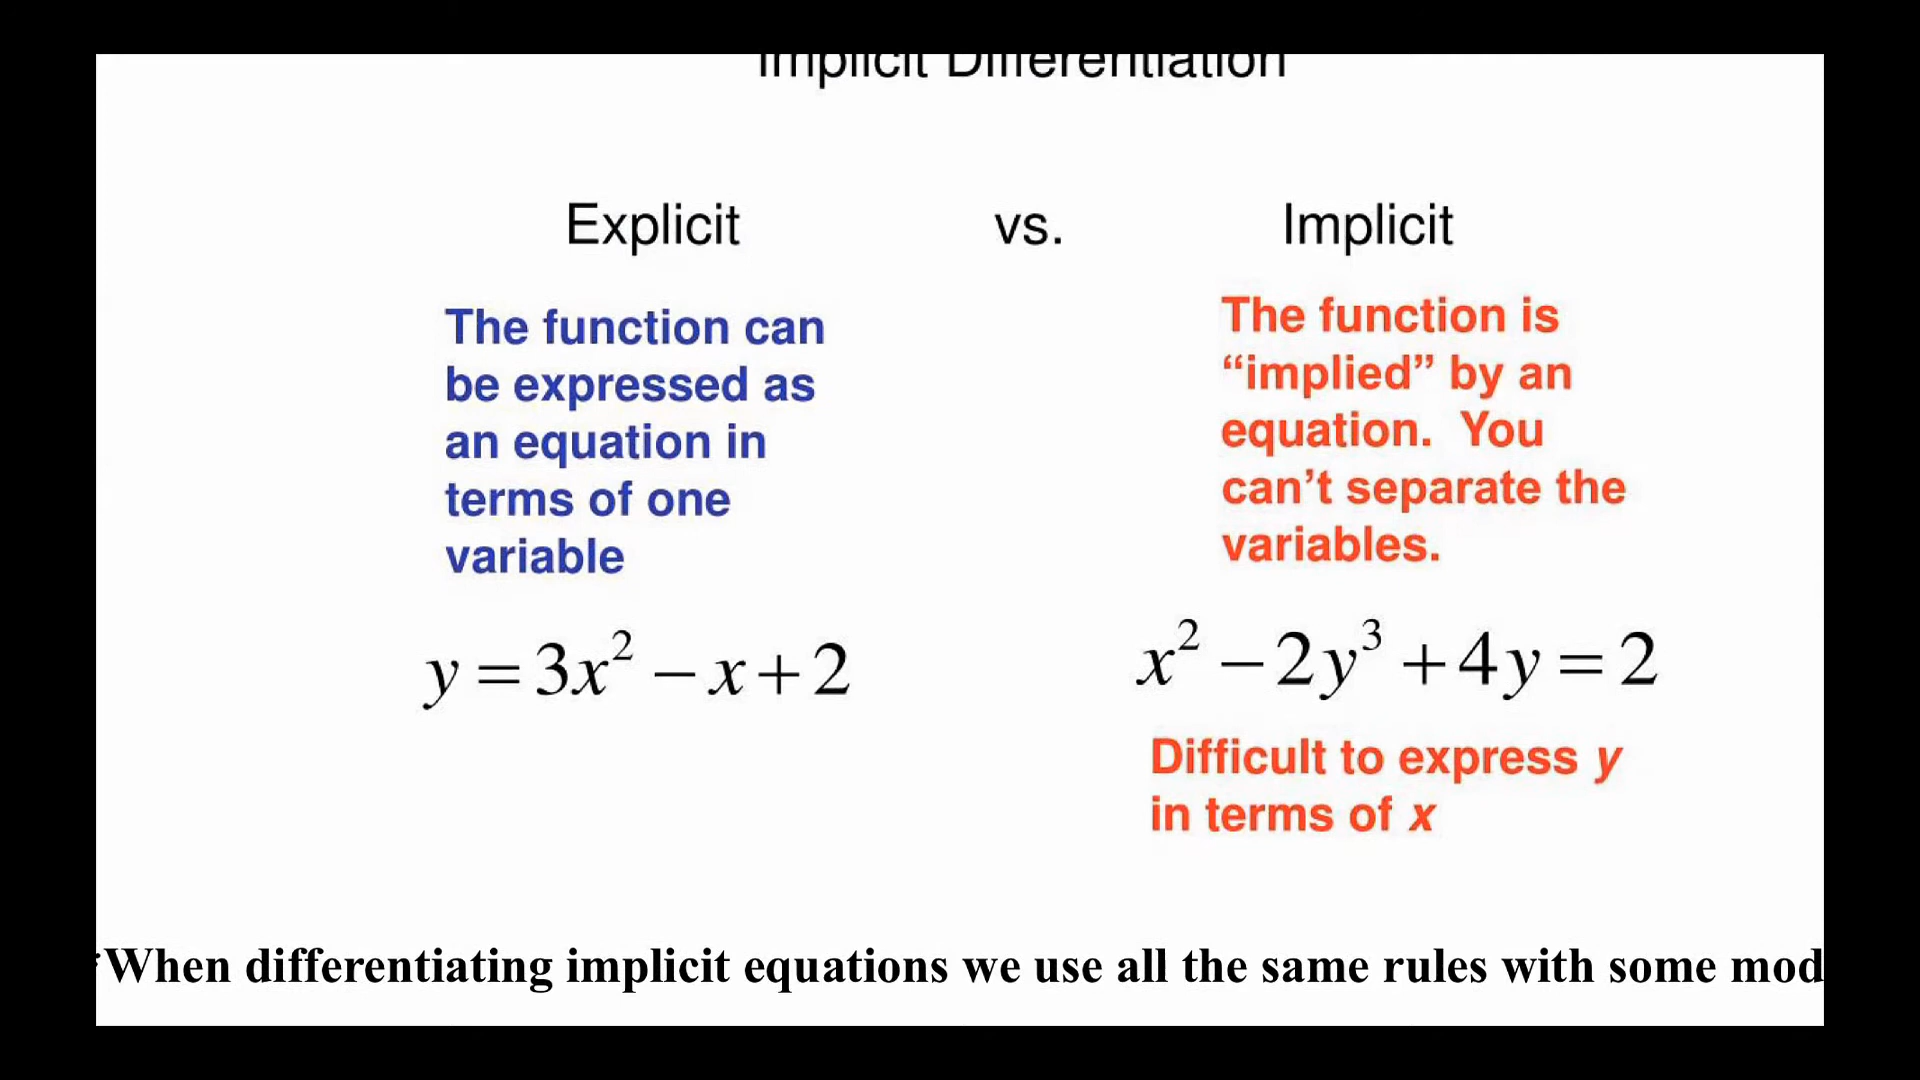 Implicit Differentiation
Explicit vs. Implicit
The function can
be expressed as
an equation in
terms of one
variable
y = 3x² − x + 2
The function is
“implied” by an
equation. You
can’t separate the
variables.
x² − 2y³ + 4y = 2
Difficult to express y
in terms of x
When differentiating implicit equations we use all the same rules with some mod